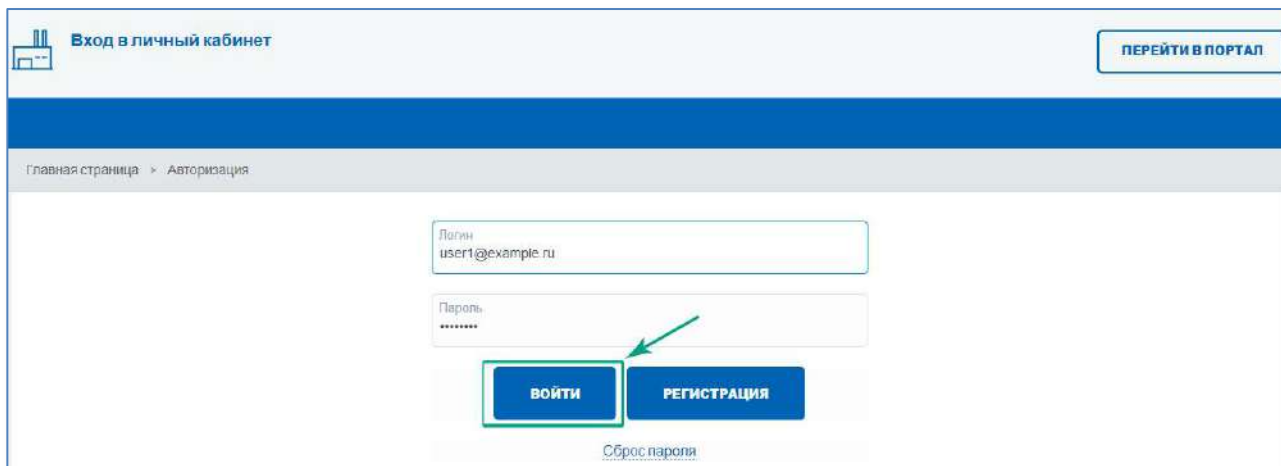 Вход в личный кабинет
ПЕРЕЙТИ В ПОРТАЛ
Главная страница > Авторизация
Логин
user1@example.ru
Пароль
••••••••
ВОЙТИ
РЕГИСТРАЦИЯ
Сброс пароля